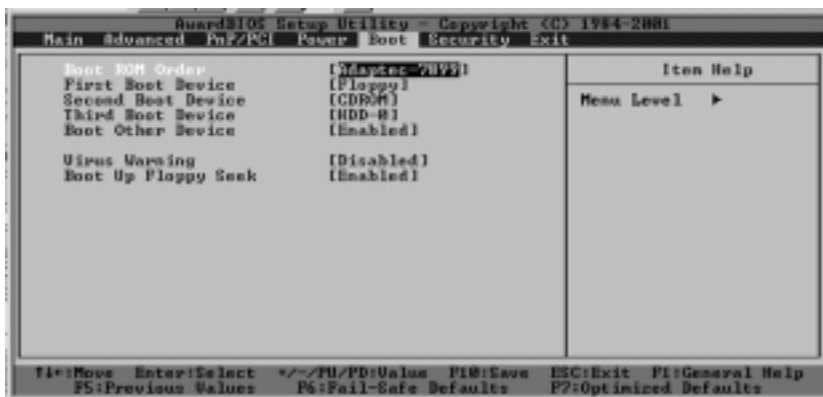 AwardBIOS Setup Utility - Copyright (C) 1984-2001
Main Advanced PnP/PCI Power Boot Security Exit
Boot ROM Order [Adaptec-7899]
First Boot Device [Floppy]
Second Boot Device [CDROM]
Third Boot Device [HDD-0]
Boot Other Device [Enabled]
Virus Warning [Disabled]
Boot Up Floppy Seek [Enabled]
Item Help
Menu Level ►
↑↓←:Move Enter:Select +/-/PU/PD:Value F10:Save ESC:Exit F1:General Help
F5:Previous Values F6:Fail-Safe Defaults F7:Optimized Defaults